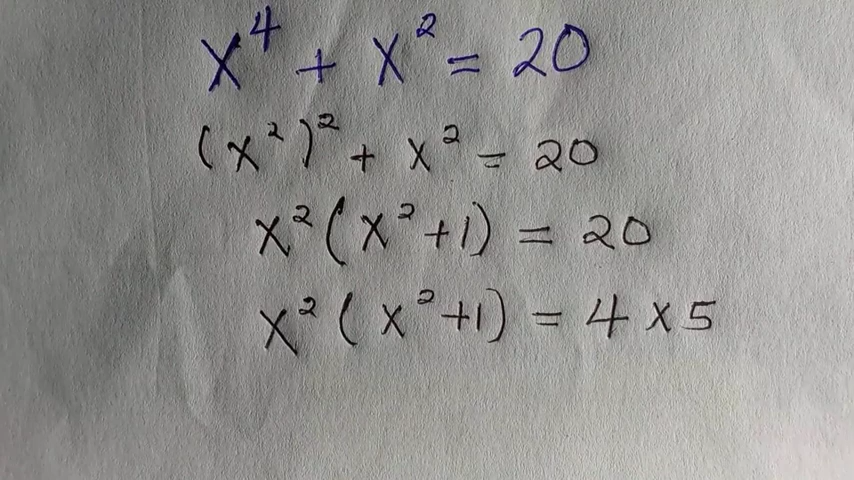 x⁴ + x² = 20
(x²)² + x² = 20
x²(x²+1) = 20
x²(x²+1) = 4 × 5